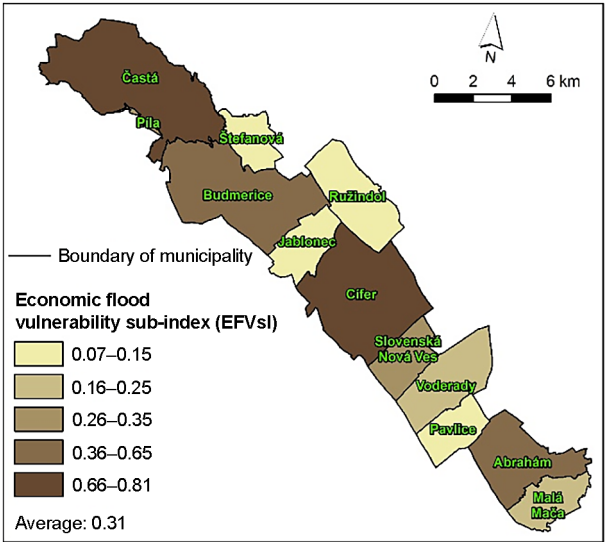 N
0 2 4 6 km
Častá
Píla
Štefanová
Budmerice
Ružindol
Jablonec
Boundary of municipality
Cífer
Economic flood
vulnerability sub-index (EFVsI)
Slovenská
Nová Ves
0.07–0.15
Voderady
0.16–0.25
0.26–0.35
Pavlice
0.36–0.65
Abrahám
0.66–0.81
Malá
Mača
Average: 0.31